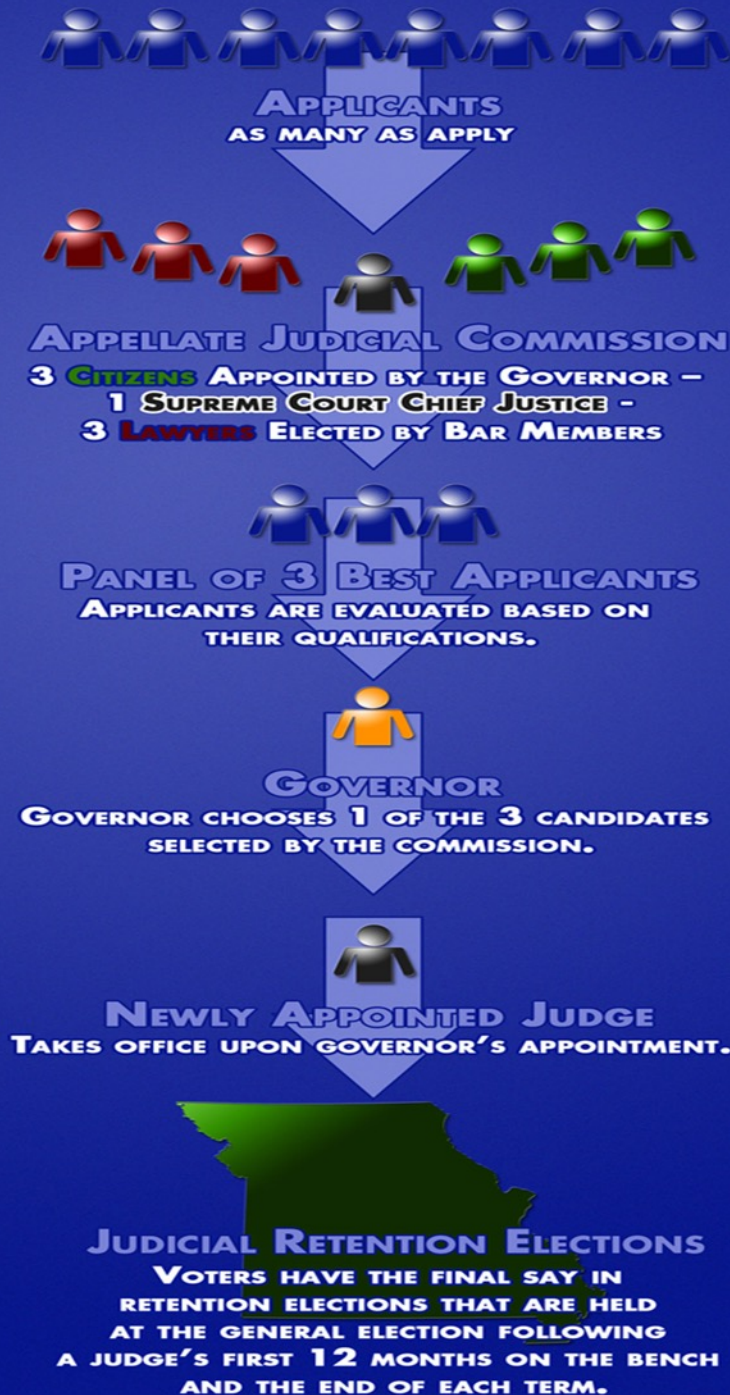 Applicants
as many as apply
Appellate Judicial Commission
3 Citizens Appointed by the Governor –
1 Supreme Court Chief Justice -
3 Lawyers Elected by Bar Members
Panel of 3 Best Applicants
Applicants are evaluated based on
their qualifications.
Governor
Governor chooses 1 of the 3 candidates
selected by the commission.
Newly Appointed Judge
Takes office upon governor's appointment.
Judicial Retention Elections
Voters have the final say in
retention elections that are held
at the general election following
a judge's first 12 months on the bench
and the end of each term.